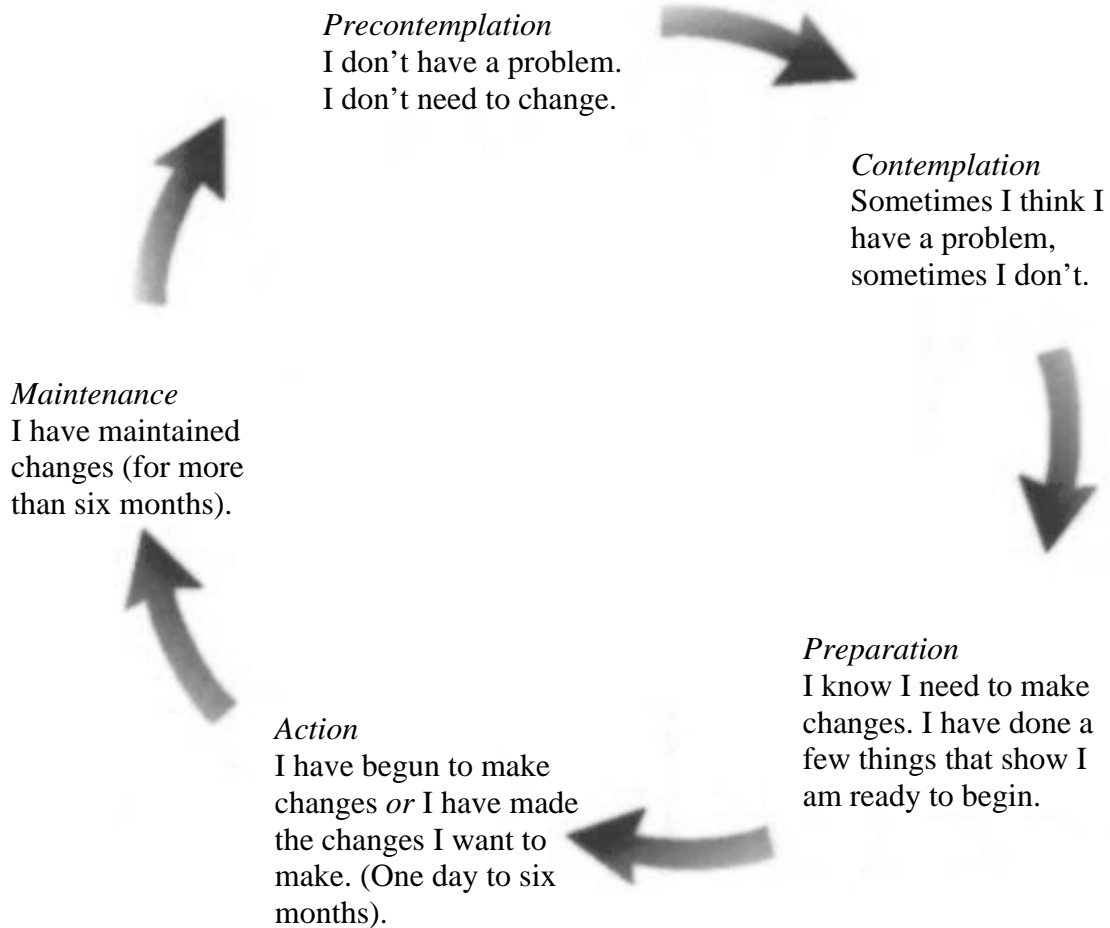 Precontemplation
I don’t have a problem.
I don’t need to change.
Contemplation
Sometimes I think I
have a problem,
sometimes I don’t.
Preparation
I know I need to make
changes. I have done a
few things that show I
am ready to begin.
Action
I have begun to make
changes or I have made
the changes I want to
make. (One day to six
months).
Maintenance
I have maintained
changes (for more
than six months).